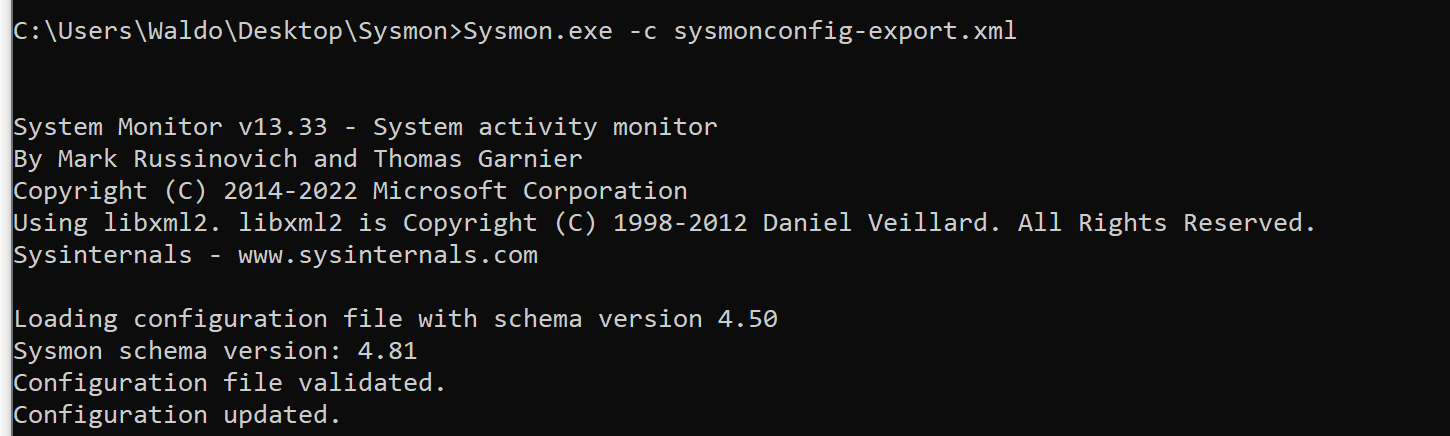 C:\Users\Waldo\Desktop\Sysmon>Sysmon.exe -c sysmonconfig-export.xml
System Monitor v13.33 - System activity monitor
By Mark Russinovich and Thomas Garnier
Copyright (C) 2014-2022 Microsoft Corporation
Using libxml2. libxml2 is Copyright (C) 1998-2012 Daniel Veillard. All Rights Reserved.
Sysinternals - www.sysinternals.com
Loading configuration file with schema version 4.50
Sysmon schema version: 4.81
Configuration file validated.
Configuration updated.